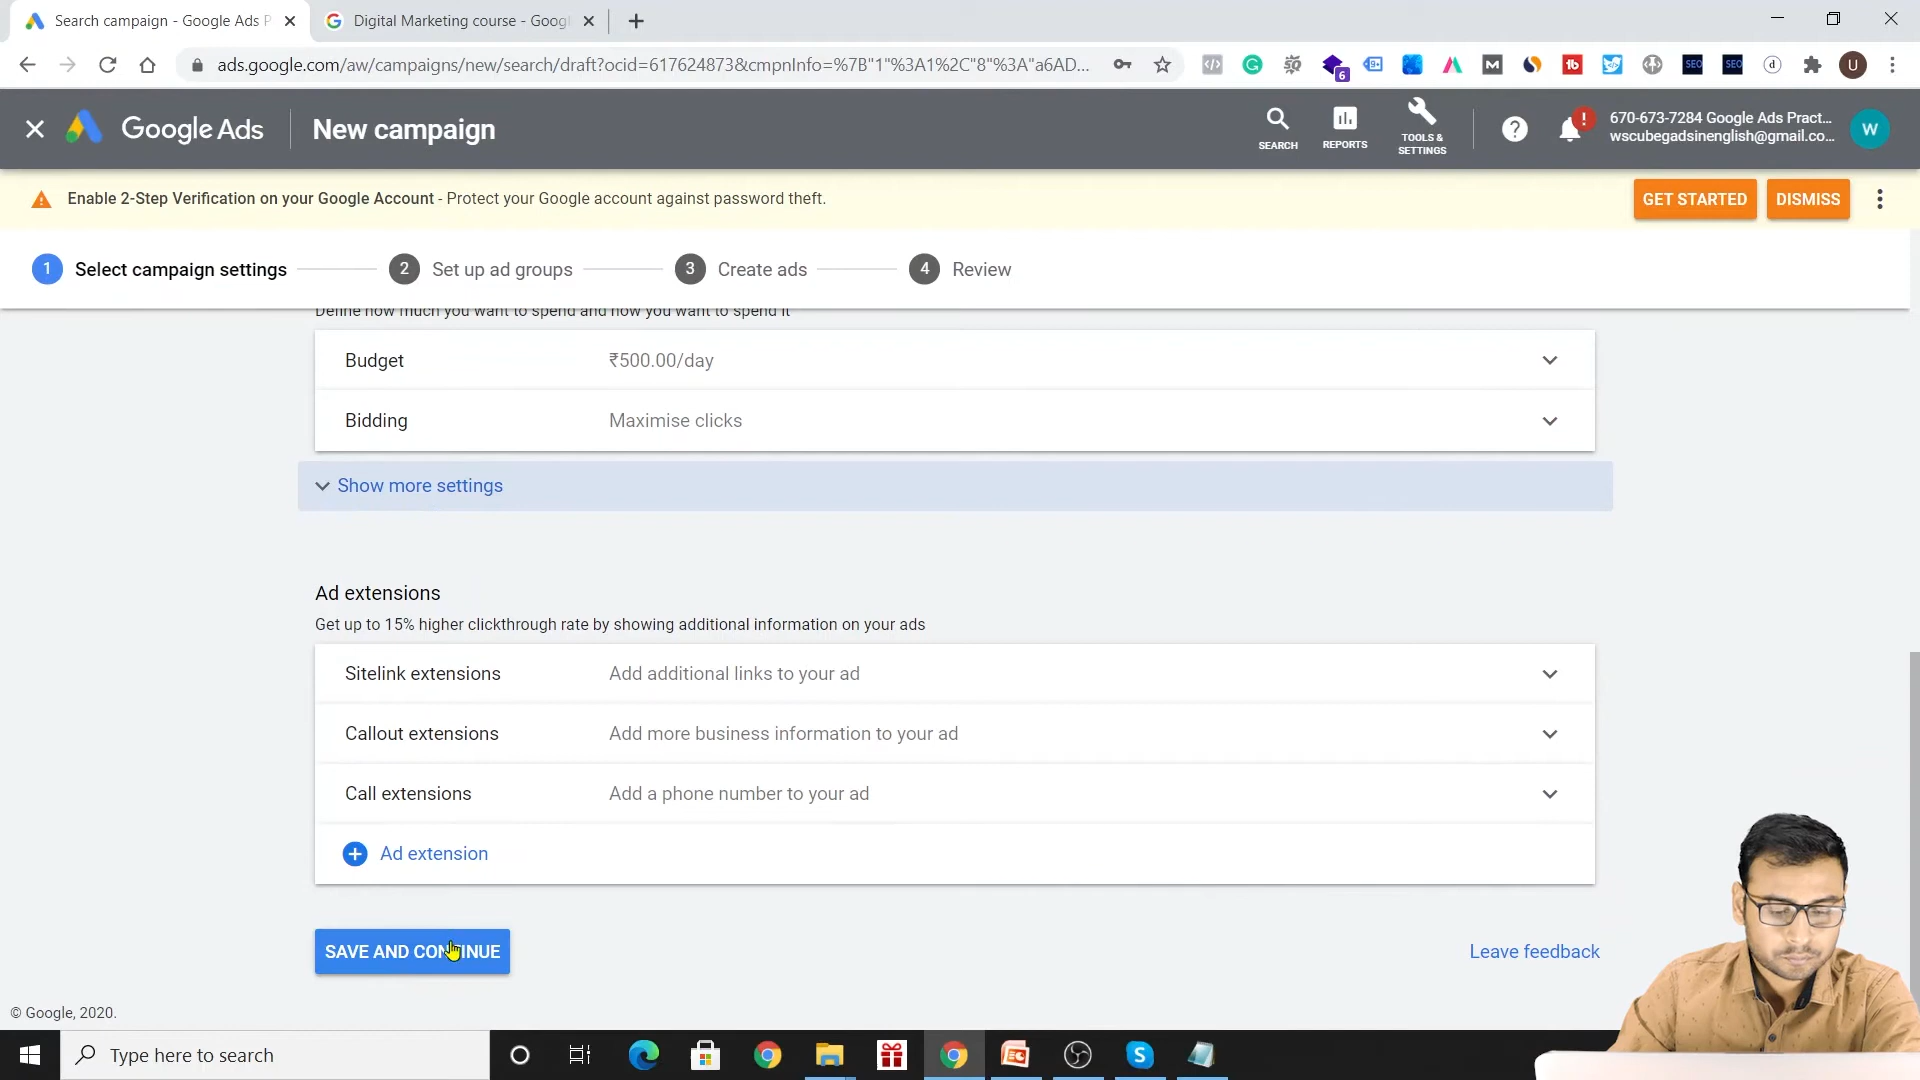 Search campaign - Google Ads P
Digital Marketing course - Goog
ads.google.com/aw/campaigns/new/search/draft?ocid=617624873&cmpnInfo=%7B"1"%3A1%2C"8"%3A"a6AD...
Google Ads
New campaign
SEARCH
REPORTS
TOOLS &
SETTINGS
670-673-7284 Google Ads Pract...
wscubegadsinenglish@gmail.co...
W
Enable 2-Step Verification on your Google Account - Protect your Google account against password theft.
GET STARTED
DISMISS
1 Select campaign settings
2 Set up ad groups
3 Create ads
4 Review
Define how much you want to spend and how you want to spend it
Budget ₹500.00/day
Bidding Maximise clicks
Show more settings
Ad extensions
Get up to 15% higher clickthrough rate by showing additional information on your ads
Sitelink extensions Add additional links to your ad
Callout extensions Add more business information to your ad
Call extensions Add a phone number to your ad
Ad extension
SAVE AND CONTINUE
Leave feedback
© Google, 2020.
Type here to search